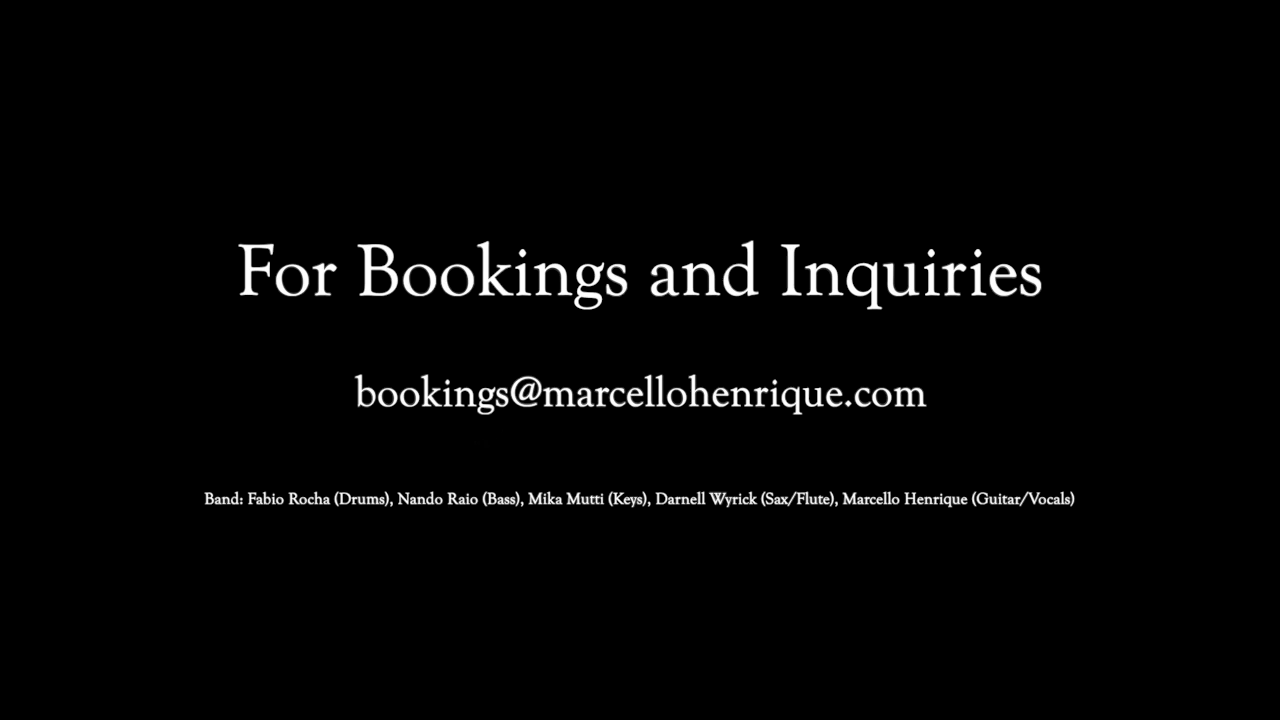 For Bookings and Inquiries
bookings@marcellohenrique.com
Band: Fabio Rocha (Drums), Nando Raio (Bass), Mika Mutti (Keys), Darnell Wyrick (Sax/Flute), Marcello Henrique (Guitar/Vocals)